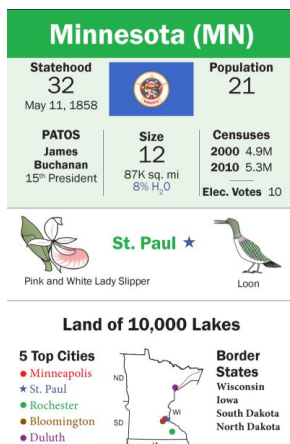 Minnesota (MN)
Statehood
32
May 11, 1858
Population
21
PATOS
James
Buchanan
15th President
Size
12
87K sq. mi
8% H2O
Censuses
2000 4.9M
2010 5.3M
Elec. Votes 10
St. Paul
Pink and White Lady Slipper
Loon
Land of 10,000 Lakes
5 Top Cities
Minneapolis
St. Paul
Rochester
Bloomington
Duluth
ND
SD
WI
Border
States
Wisconsin
Iowa
South Dakota
North Dakota